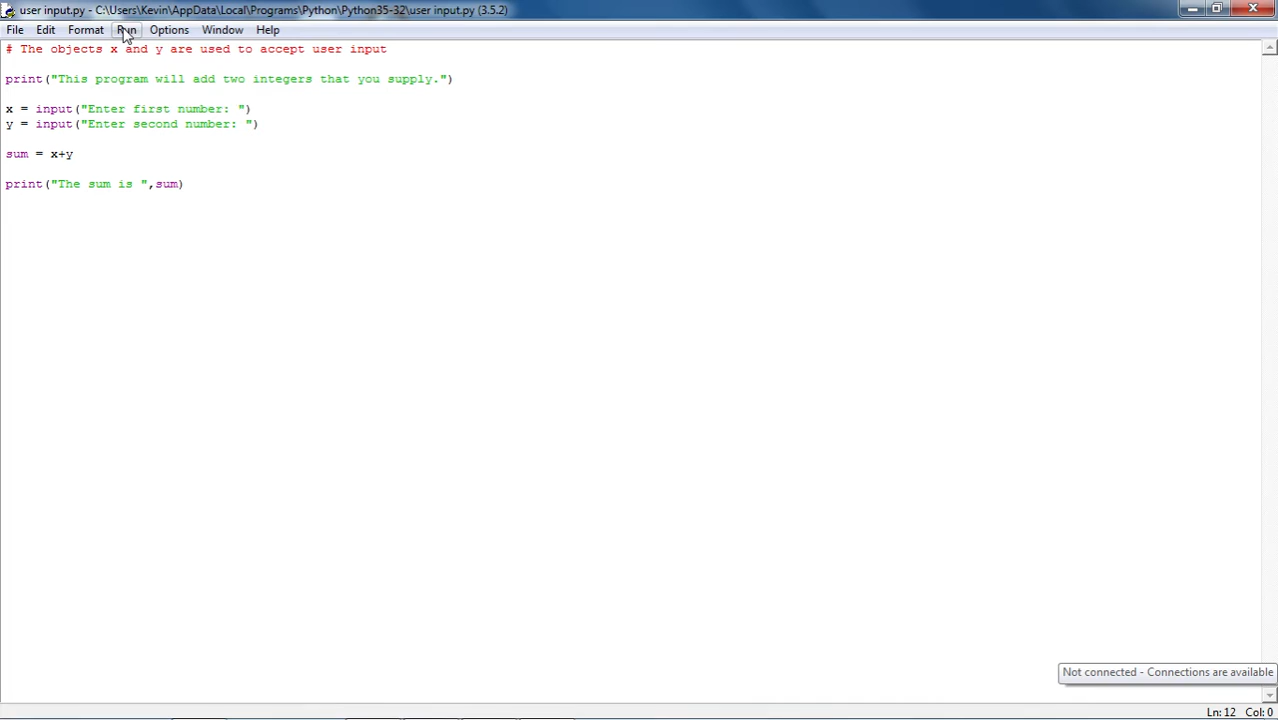 user input.py - C:\Users\Kevin\AppData\Local\Programs\Python\Python35-32\user input.py (3.5.2)
File Edit Format Run Options Window Help
# The objects x and y are used to accept user input
print("This program will add two integers that you supply.")
x = input("Enter first number: ")
y = input("Enter second number: ")
sum = x+y
print("The sum is ",sum)
Not connected - Connections are available
Ln: 12 Col: 0